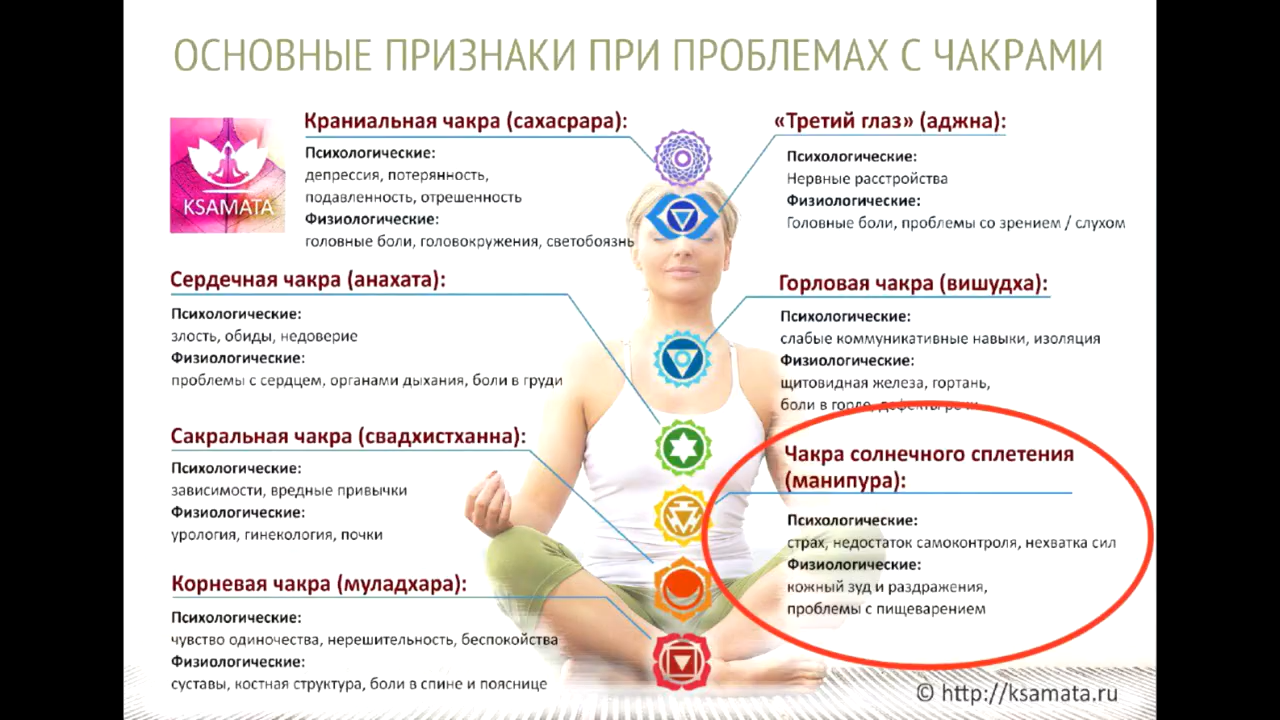 ОСНОВНЫЕ ПРИЗНАКИ ПРИ ПРОБЛЕМАХ С ЧАКРАМИ
KSAMATA
Краниальная чакра (сахасрара):
Психологические:
депрессия, потерянность,
подавленность, отрешенность
Физиологические:
головные боли, головокружения, светобоязнь
«Третий глаз» (аджна):
Психологические:
Нервные расстройства
Физиологические:
Головные боли, проблемы со зрением / слухом
Сердечная чакра (анахата):
Психологические:
злость, обиды, недоверие
Физиологические:
проблемы с сердцем, органами дыхания, боли в груди
Горловая чакра (вишудха):
Психологические:
слабые коммуникативные навыки, изоляция
Физиологические:
щитовидная железа, гортань,
боли в горле, дефекты речи
Сакральная чакра (свадхистханна):
Психологические:
зависимости, вредные привычки
Физиологические:
урология, гинекология, почки
Чакра солнечного сплетения
(манипура):
Психологические:
страх, недостаток самоконтроля, нехватка сил
Физиологические:
кожный зуд и раздражения,
проблемы с пищеварением
Корневая чакра (муладхара):
Психологические:
чувство одиночества, нерешительность, беспокойства
Физиологические:
суставы, костная структура, боли в спине и пояснице
© http://ksamata.ru